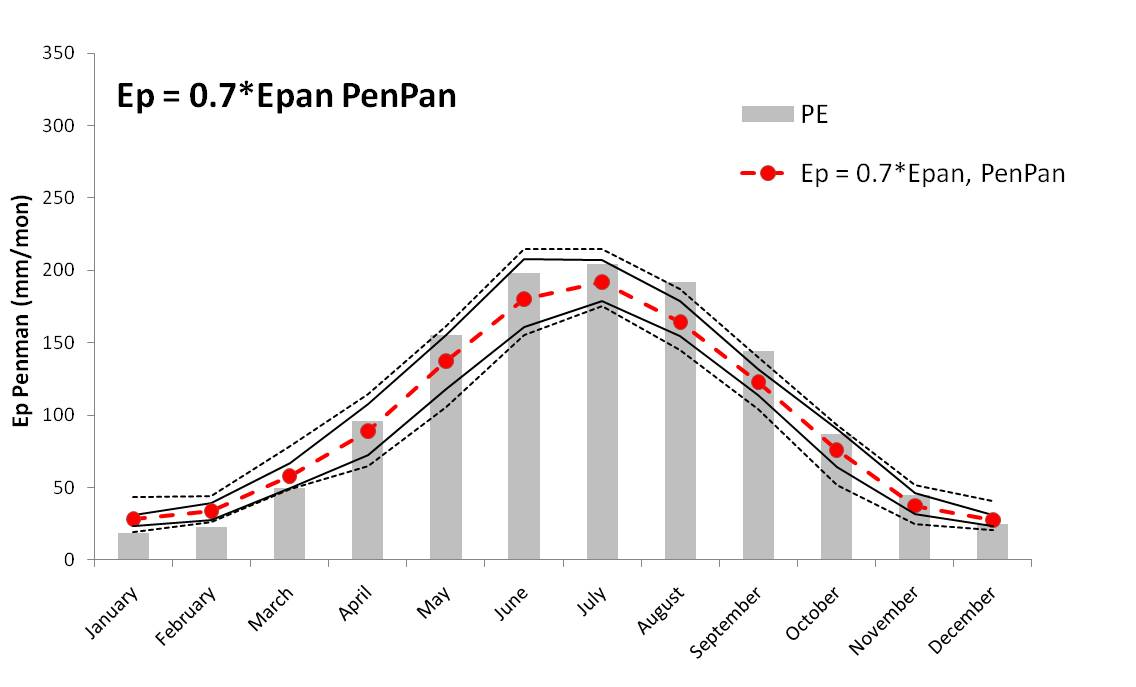 Ep = 0.7*Epan PenPan
PE
Ep = 0.7*Epan, PenPan
Ep Penman (mm/mon)
350
300
250
200
150
100
50
0
January
February
March
April
May
June
July
August
September
October
November
December